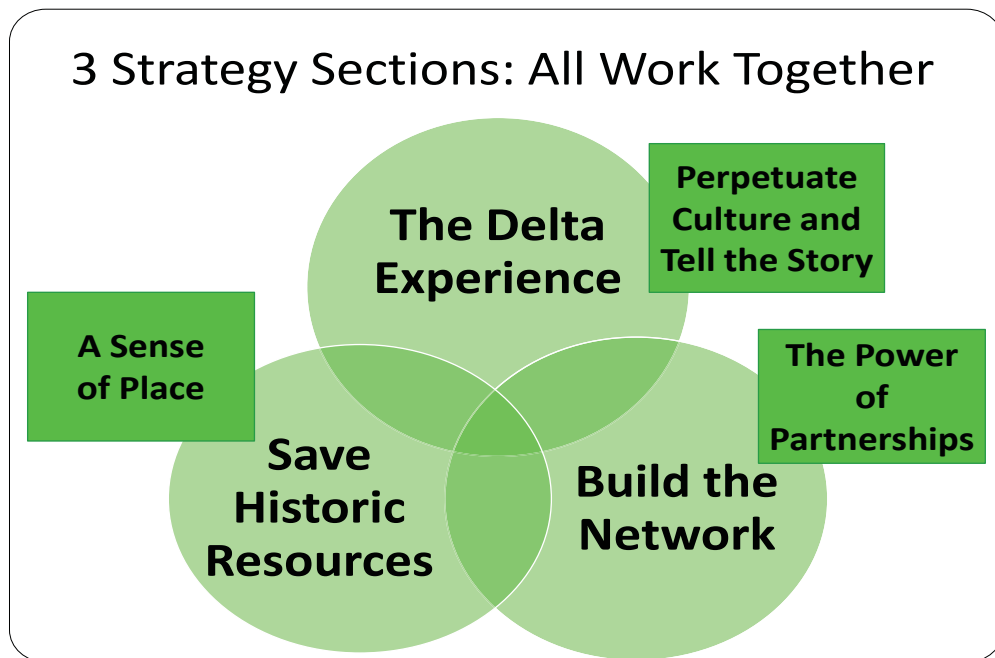 3 Strategy Sections: All Work Together
The Delta
Experience
Perpetuate
Culture and
Tell the Story
A Sense
of Place
The Power
of
Partnerships
Save
Historic
Resources
Build the
Network